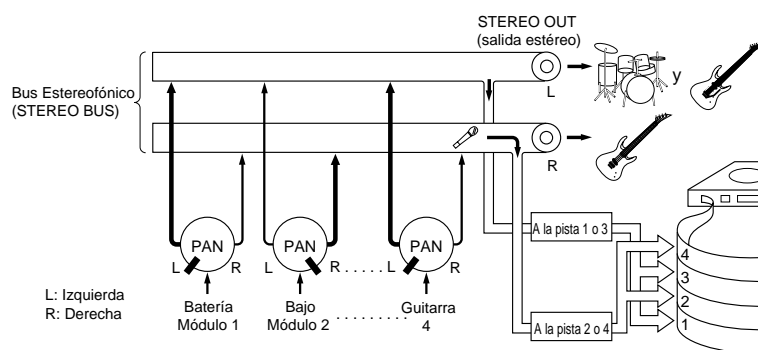 STEREO OUT
(salida estéreo)
Bus Estereofónico
(STEREO BUS)
L
y
R
PAN
L
R
PAN
L
R
. . . . .
PAN
L
R
A la pista 1 o 3
A la pista 2 o 4
4
3
2
1
L: Izquierda
R: Derecha
Batería
Módulo 1
Bajo
Módulo 2
. . . . . . . . .
Guitarra
4